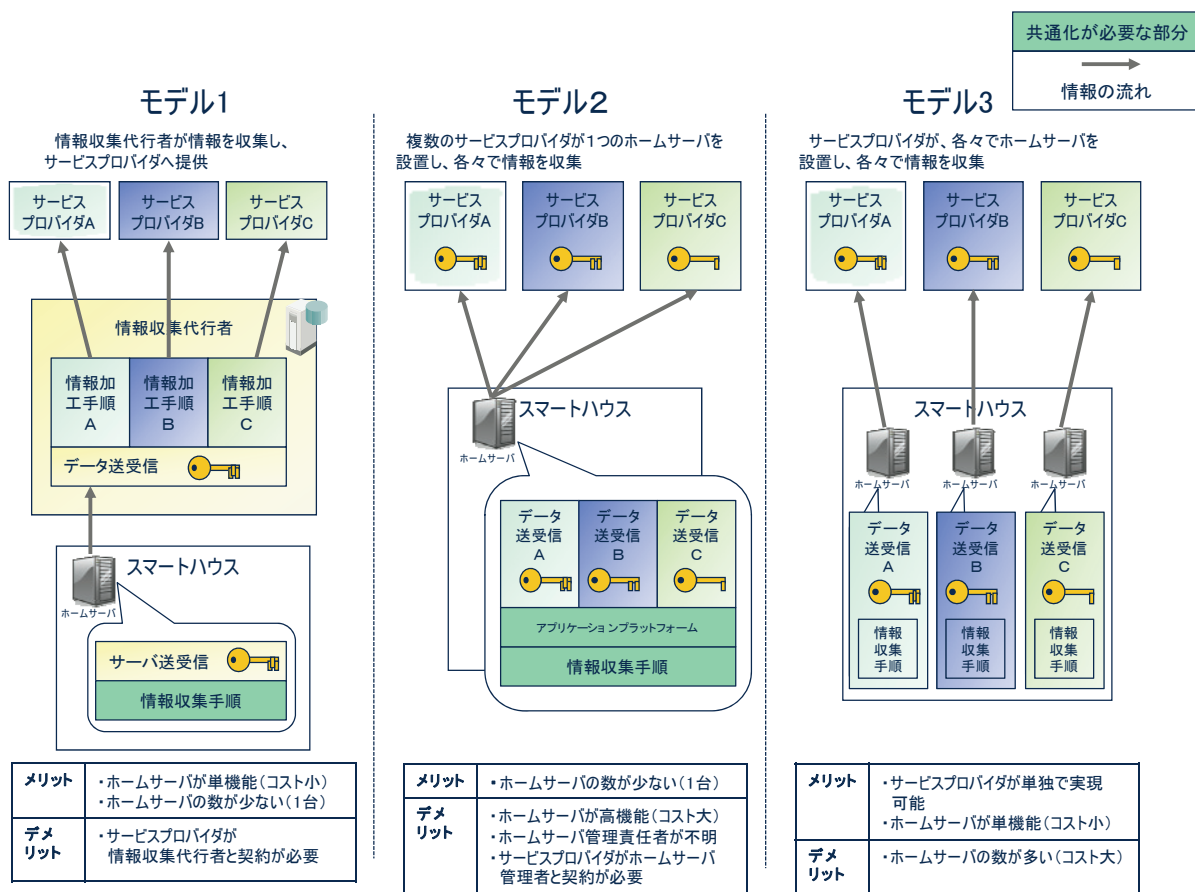 共通化が必要な部分
情報の流れ
モデル1
情報収集代行者が情報を収集し、
サービスプロバイダへ提供
サービス
プロバイダA
サービス
プロバイダB
サービス
プロバイダC
情報収集代行者
情報加
工手順
A
情報加
工手順
B
情報加
工手順
C
データ送受信
スマートハウス
ホームサーバ
サーバ送受信
情報収集手順
メリット
・ホームサーバが単機能(コスト小)
・ホームサーバの数が少ない(1台)
デメ
リット
・サービスプロバイダが
情報収集代行者と契約が必要
モデル2
複数のサービスプロバイダが1つのホームサーバを
設置し、各々で情報を収集
サービス
プロバイダA
サービス
プロバイダB
サービス
プロバイダC
スマートハウス
ホームサーバ
データ
送受信
A
データ
送受信
B
データ
送受信
C
アプリケーションプラットフォーム
情報収集手順
メリット
・ホームサーバの数が少ない(1台)
デメ
リット
・ホームサーバが高機能(コスト大)
・ホームサーバ管理責任者が不明
・サービスプロバイダがホームサーバ
管理者と契約が必要
モデル3
サービスプロバイダが、各々でホームサーバを
設置し、各々で情報を収集
サービス
プロバイダA
サービス
プロバイダB
サービス
プロバイダC
スマートハウス
ホームサーバ
ホームサーバ
ホームサーバ
データ
送受信
A
情報
収集
手順
データ
送受信
B
情報
収集
手順
データ
送受信
C
情報
収集
手順
メリット
・サービスプロバイダが単独で実現
可能
・ホームサーバが単機能(コスト小)
デメ
リット
・ホームサーバの数が多い(コスト大)